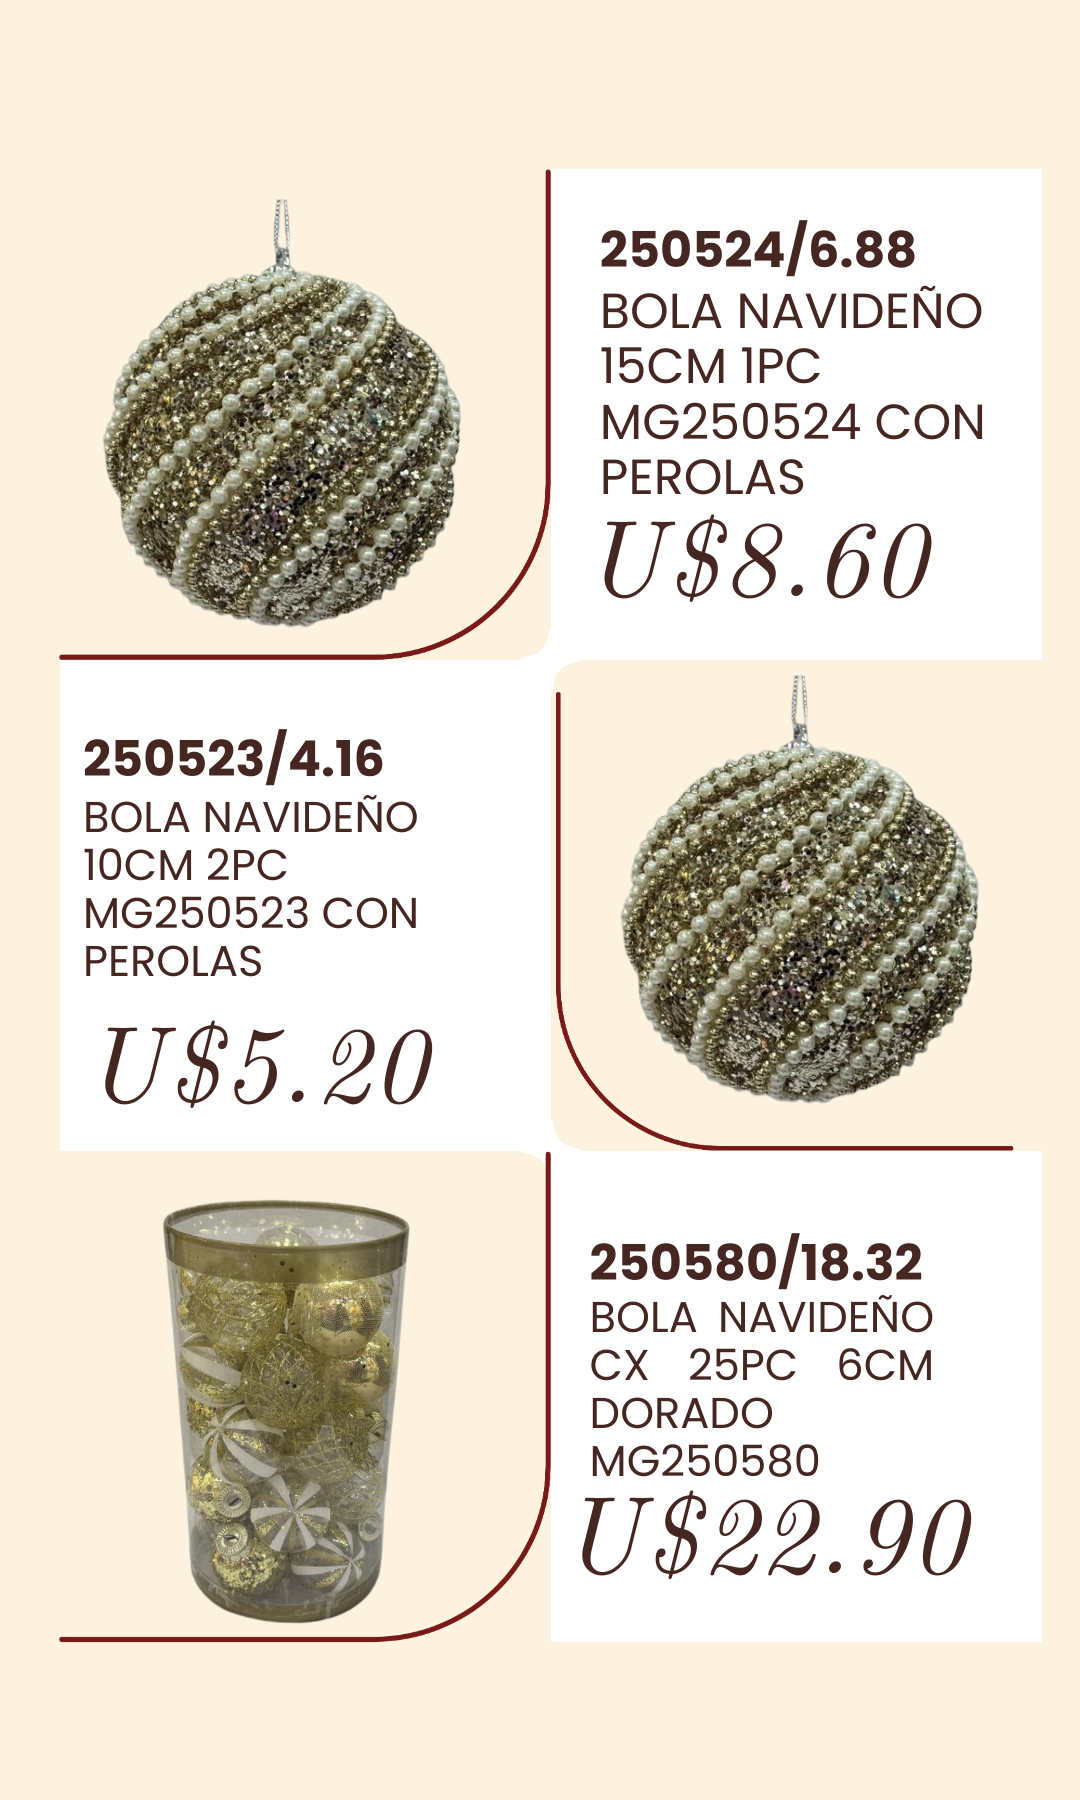 250524/6.88
BOLA NAVIDEÑO
15CM 1PC
MG250524 CON
PEROLAS
U$8.60
250523/4.16
BOLA NAVIDEÑO
10CM 2PC
MG250523 CON
PEROLAS
U$5.20
250580/18.32
BOLA NAVIDEÑO
CX 25PC 6CM
DORADO
MG250580
U$22.90